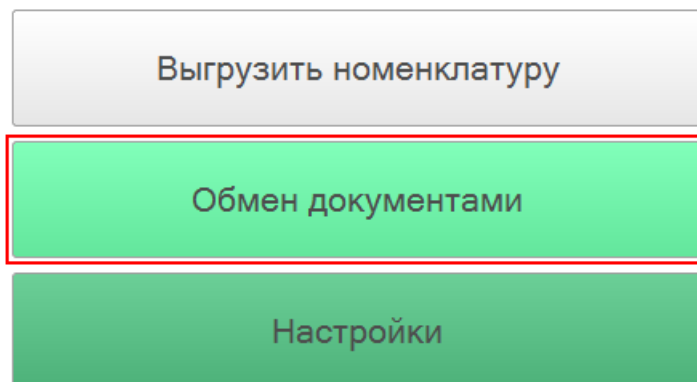 Выгрузить номенклатуру
Обмен документами
Настройки